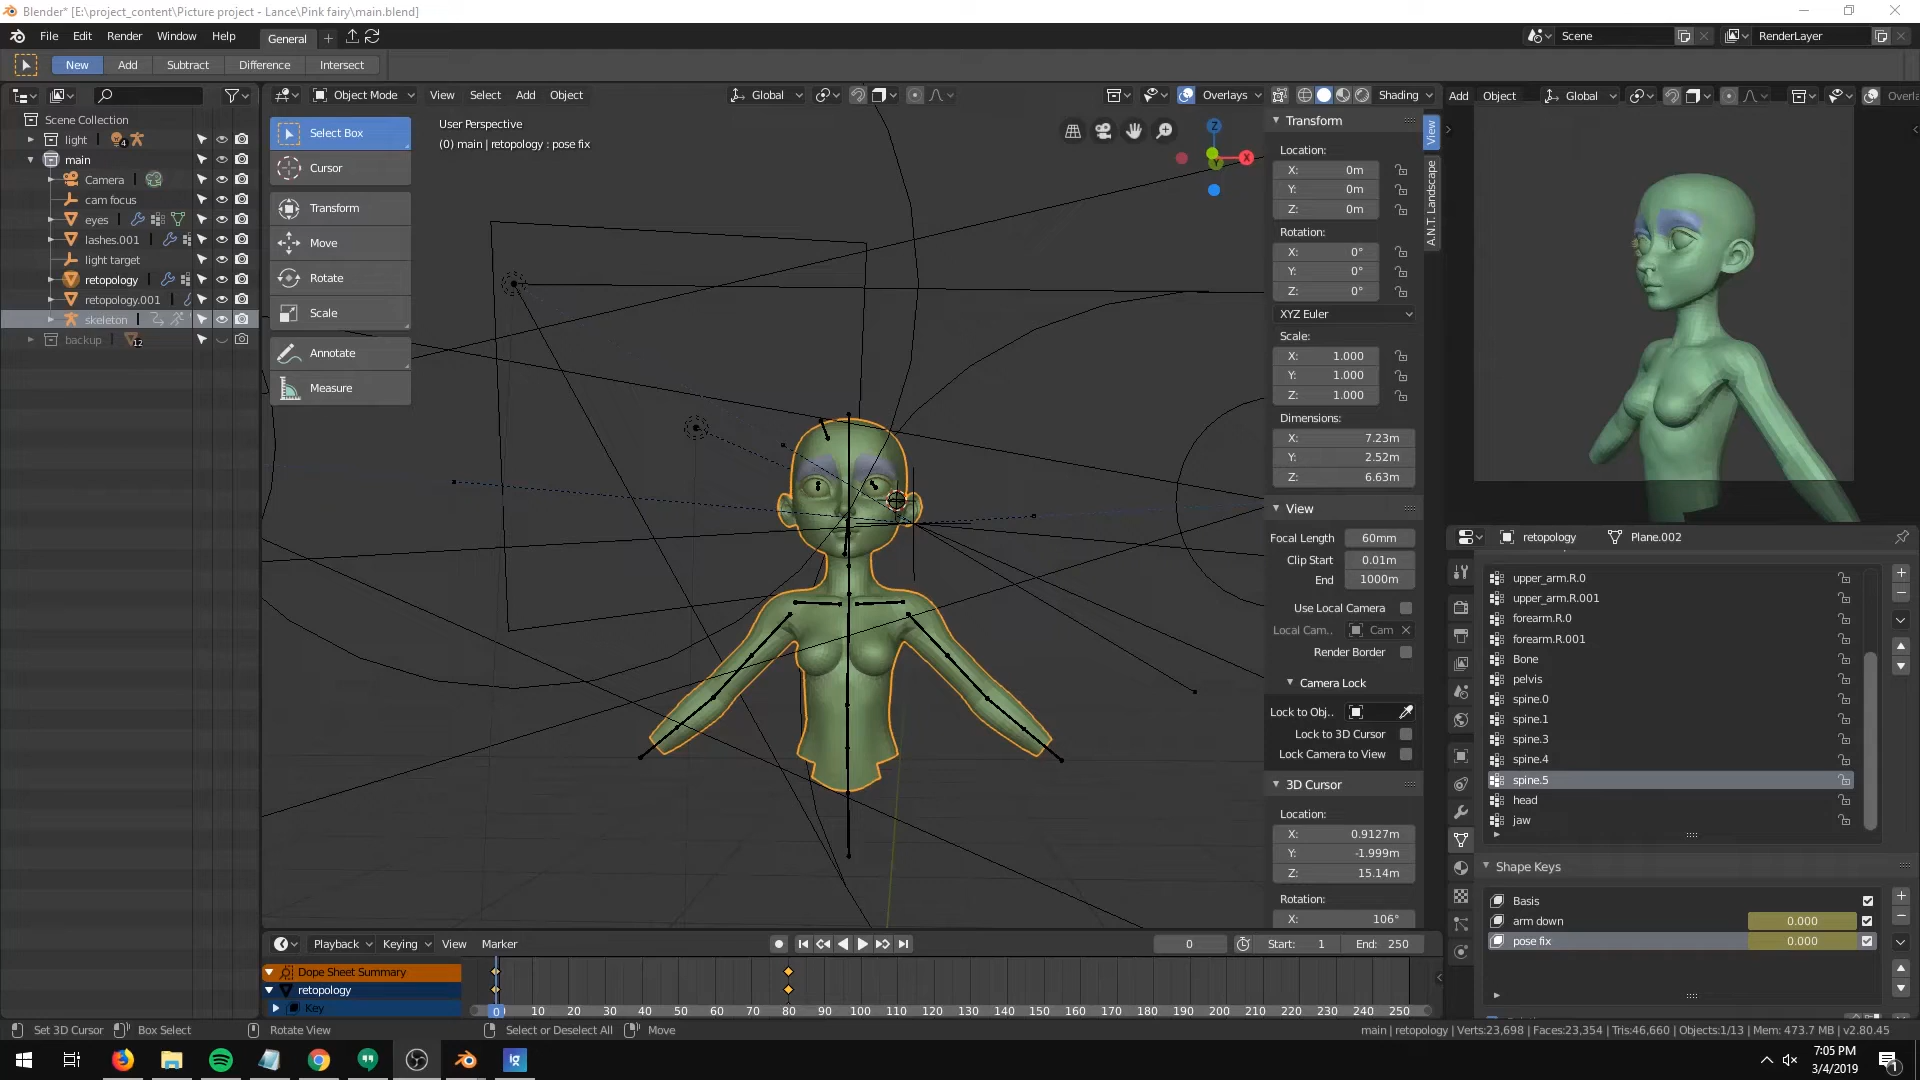 Blender* [E:\project_content\Picture project - Lance\Pink fairy\main.blend]
File Edit Render Window Help General + Scene RenderLayer
New Add Subtract Difference Intersect
Object Mode View Select Add Object Global Overlays Shading Add Object Global
Scene Collection
light 4
main
Camera
cam focus
eyes
lashes.001
light target
retopology
retopology.001
skeleton
backup 12
Select Box
Cursor
Transform
Move
Rotate
Scale
Annotate
Measure
User Perspective
(0) main | retopology : pose fix
Z
X
Y
Transform
Location:
X: 0m
Y: 0m
Z: 0m
Rotation:
X: 0°
Y: 0°
Z: 0°
XYZ Euler
Scale:
X: 1.000
Y: 1.000
Z: 1.000
Dimensions:
X: 7.23m
Y: 2.52m
Z: 6.63m
View
Focal Length 60mm
Clip Start 0.01m
End 1000m
Use Local Camera
Local Cam.. Cam
Render Border
Camera Lock
Lock to Obj..
Lock to 3D Cursor
Lock Camera to View
3D Cursor
Location:
X: 0.9127m
Y: -1.999m
Z: 15.14m
Rotation:
X: 106°
View
A.N.T. Landscape
retopology Plane.002
upper_arm.R.0
upper_arm.R.001
forearm.R.0
forearm.R.001
Bone
pelvis
spine.0
spine.1
spine.3
spine.4
spine.5
head
jaw
Shape Keys
Basis
arm down 0.000
pose fix 0.000
Playback Keying View Marker 0 Start: 1 End: 250
Dope Sheet Summary
retopology
Key
0 10 20 30 40 50 60 70 80 90 100 110 120 130 140 150 160 170 180 190 200 210 220 230 240 250
Set 3D Cursor Box Select Rotate View Select or Deselect All Move main | retopology | Verts:23,698 | Faces:23,354 | Tris:46,660 | Objects:1/13 | Mem: 473.7 MB | v2.80.45
7:05 PM
3/4/2019
1